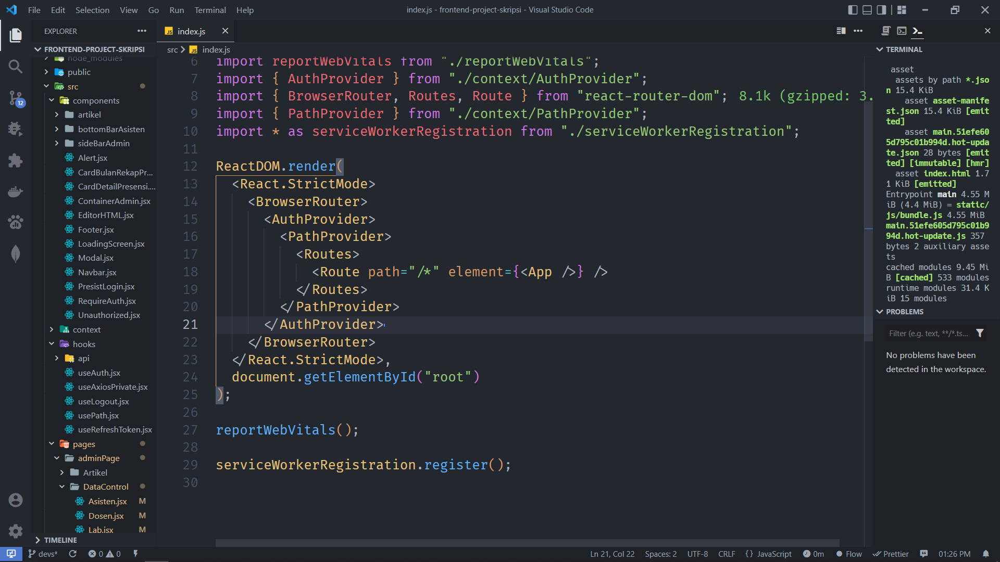 File Edit Selection View Go Run Terminal Help
index.js - frontend-project-skripsi - Visual Studio Code
EXPLORER
FRONTEND-PROJECT-SKRIPSI
node_modules
public
src
components
artikel
bottomBarAsisten
sideBarAdmin
Alert.jsx
CardBulanRekapPr...
CardDetailPresensi....
ContainerAdmin.jsx
EditorHTML.jsx
Footer.jsx
LoadingScreen.jsx
Modal.jsx
Navbar.jsx
PresistLogin.jsx
RequireAuth.jsx
Unauthorized.jsx
context
hooks
api
useAuth.jsx
useAxiosPrivate.jsx
useLogout.jsx
usePath.jsx
useRefreshToken.jsx
pages
adminPage
Artikel
DataControl
Asisten.jsx M
Dosen.jsx M
Lab.jsx M
TIMELINE
12
JS index.js
src > JS index.js
6 import reportWebVitals from "./reportWebVitals";
7 import { AuthProvider } from "./context/AuthProvider";
8 import { BrowserRouter, Routes, Route } from "react-router-dom"; 8.1k (gzipped: 3.
9 import { PathProvider } from "./context/PathProvider";
10 import * as serviceWorkerRegistration from "./serviceWorkerRegistration";
11
12 ReactDOM.render(
13 <React.StrictMode>
14 <BrowserRouter>
15 <AuthProvider>
16 <PathProvider>
17 <Routes>
18 <Route path="/*" element={<App />} />
19 </Routes>
20 </PathProvider>
21 </AuthProvider>
22 </BrowserRouter>
23 </React.StrictMode>,
24 document.getElementById("root")
25 );
26
27 reportWebVitals();
28
29 serviceWorkerRegistration.register();
30
TERMINAL
asset
assets by path *.jso
n 15.4 KiB
asset asset-manife
st.json 15.4 KiB [emit
ted]
asset main.51efe60
5d795c01b994d.hot-upda
te.json 28 bytes [emit
ted] [immutable] [hmr]
asset index.html 1.7
1 KiB [emitted]
Entrypoint main 4.55 M
iB (4.4 MiB) = static/
js/bundle.js 4.55 MiB
main.51efe605d795c01b9
94d.hot-update.js 357
bytes 2 auxiliary asse
ts
cached modules 9.45 Mi
B [cached] 533 modules
runtime modules 31.4 K
iB 15 modules
PROBLEMS
Filter (e.g. text, **/*.ts...
No problems have been
detected in the workspace.
devs* 0 0 Ln 21, Col 22 Spaces: 2 UTF-8 CRLF {} JavaScript 0m Flow Prettier 01:26 PM